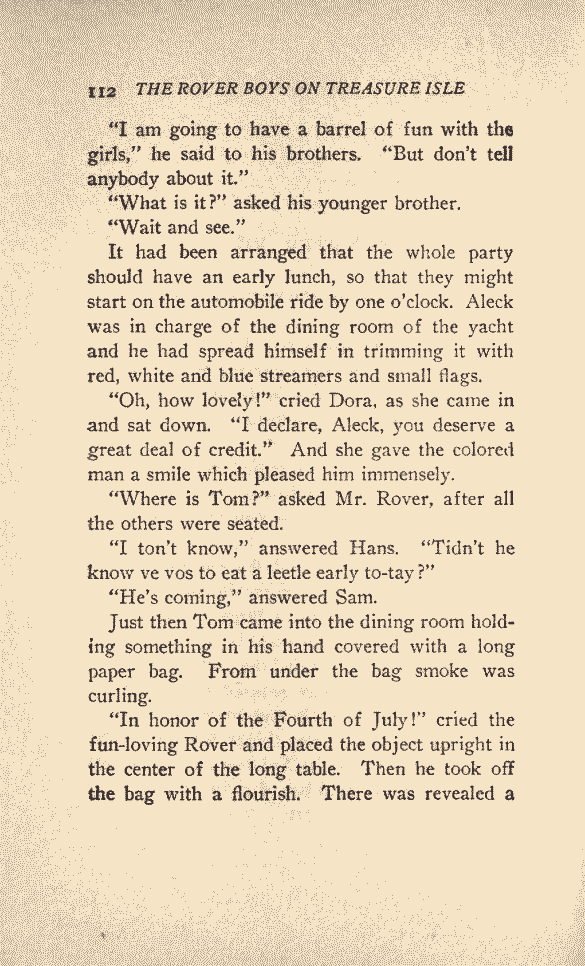 112 THE ROVER BOYS ON TREASURE ISLE
“I am going to have a barrel of fun with the
girls,” he said to his brothers. “But don’t tell
anybody about it.”
“What is it?” asked his younger brother.
“Wait and see.”
It had been arranged that the whole party
should have an early lunch, so that they might
start on the automobile ride by one o’clock. Aleck
was in charge of the dining room of the yacht
and he had spread himself in trimming it with
red, white and blue streamers and small flags.
“Oh, how lovely!” cried Dora, as she came in
and sat down. “I declare, Aleck, you deserve a
great deal of credit.” And she gave the colored
man a smile which pleased him immensely.
“Where is Tom?” asked Mr. Rover, after all
the others were seated.
“I ton’t know,” answered Hans. “Tidn’t he
know ve vos to eat a leetle early to-tay?”
“He’s coming,” answered Sam.
Just then Tom came into the dining room hold-
ing something in his hand covered with a long
paper bag. From under the bag smoke was
curling.
“In honor of the Fourth of July!” cried the
fun-loving Rover and placed the object upright in
the center of the long table. Then he took off
the bag with a flourish. There was revealed a